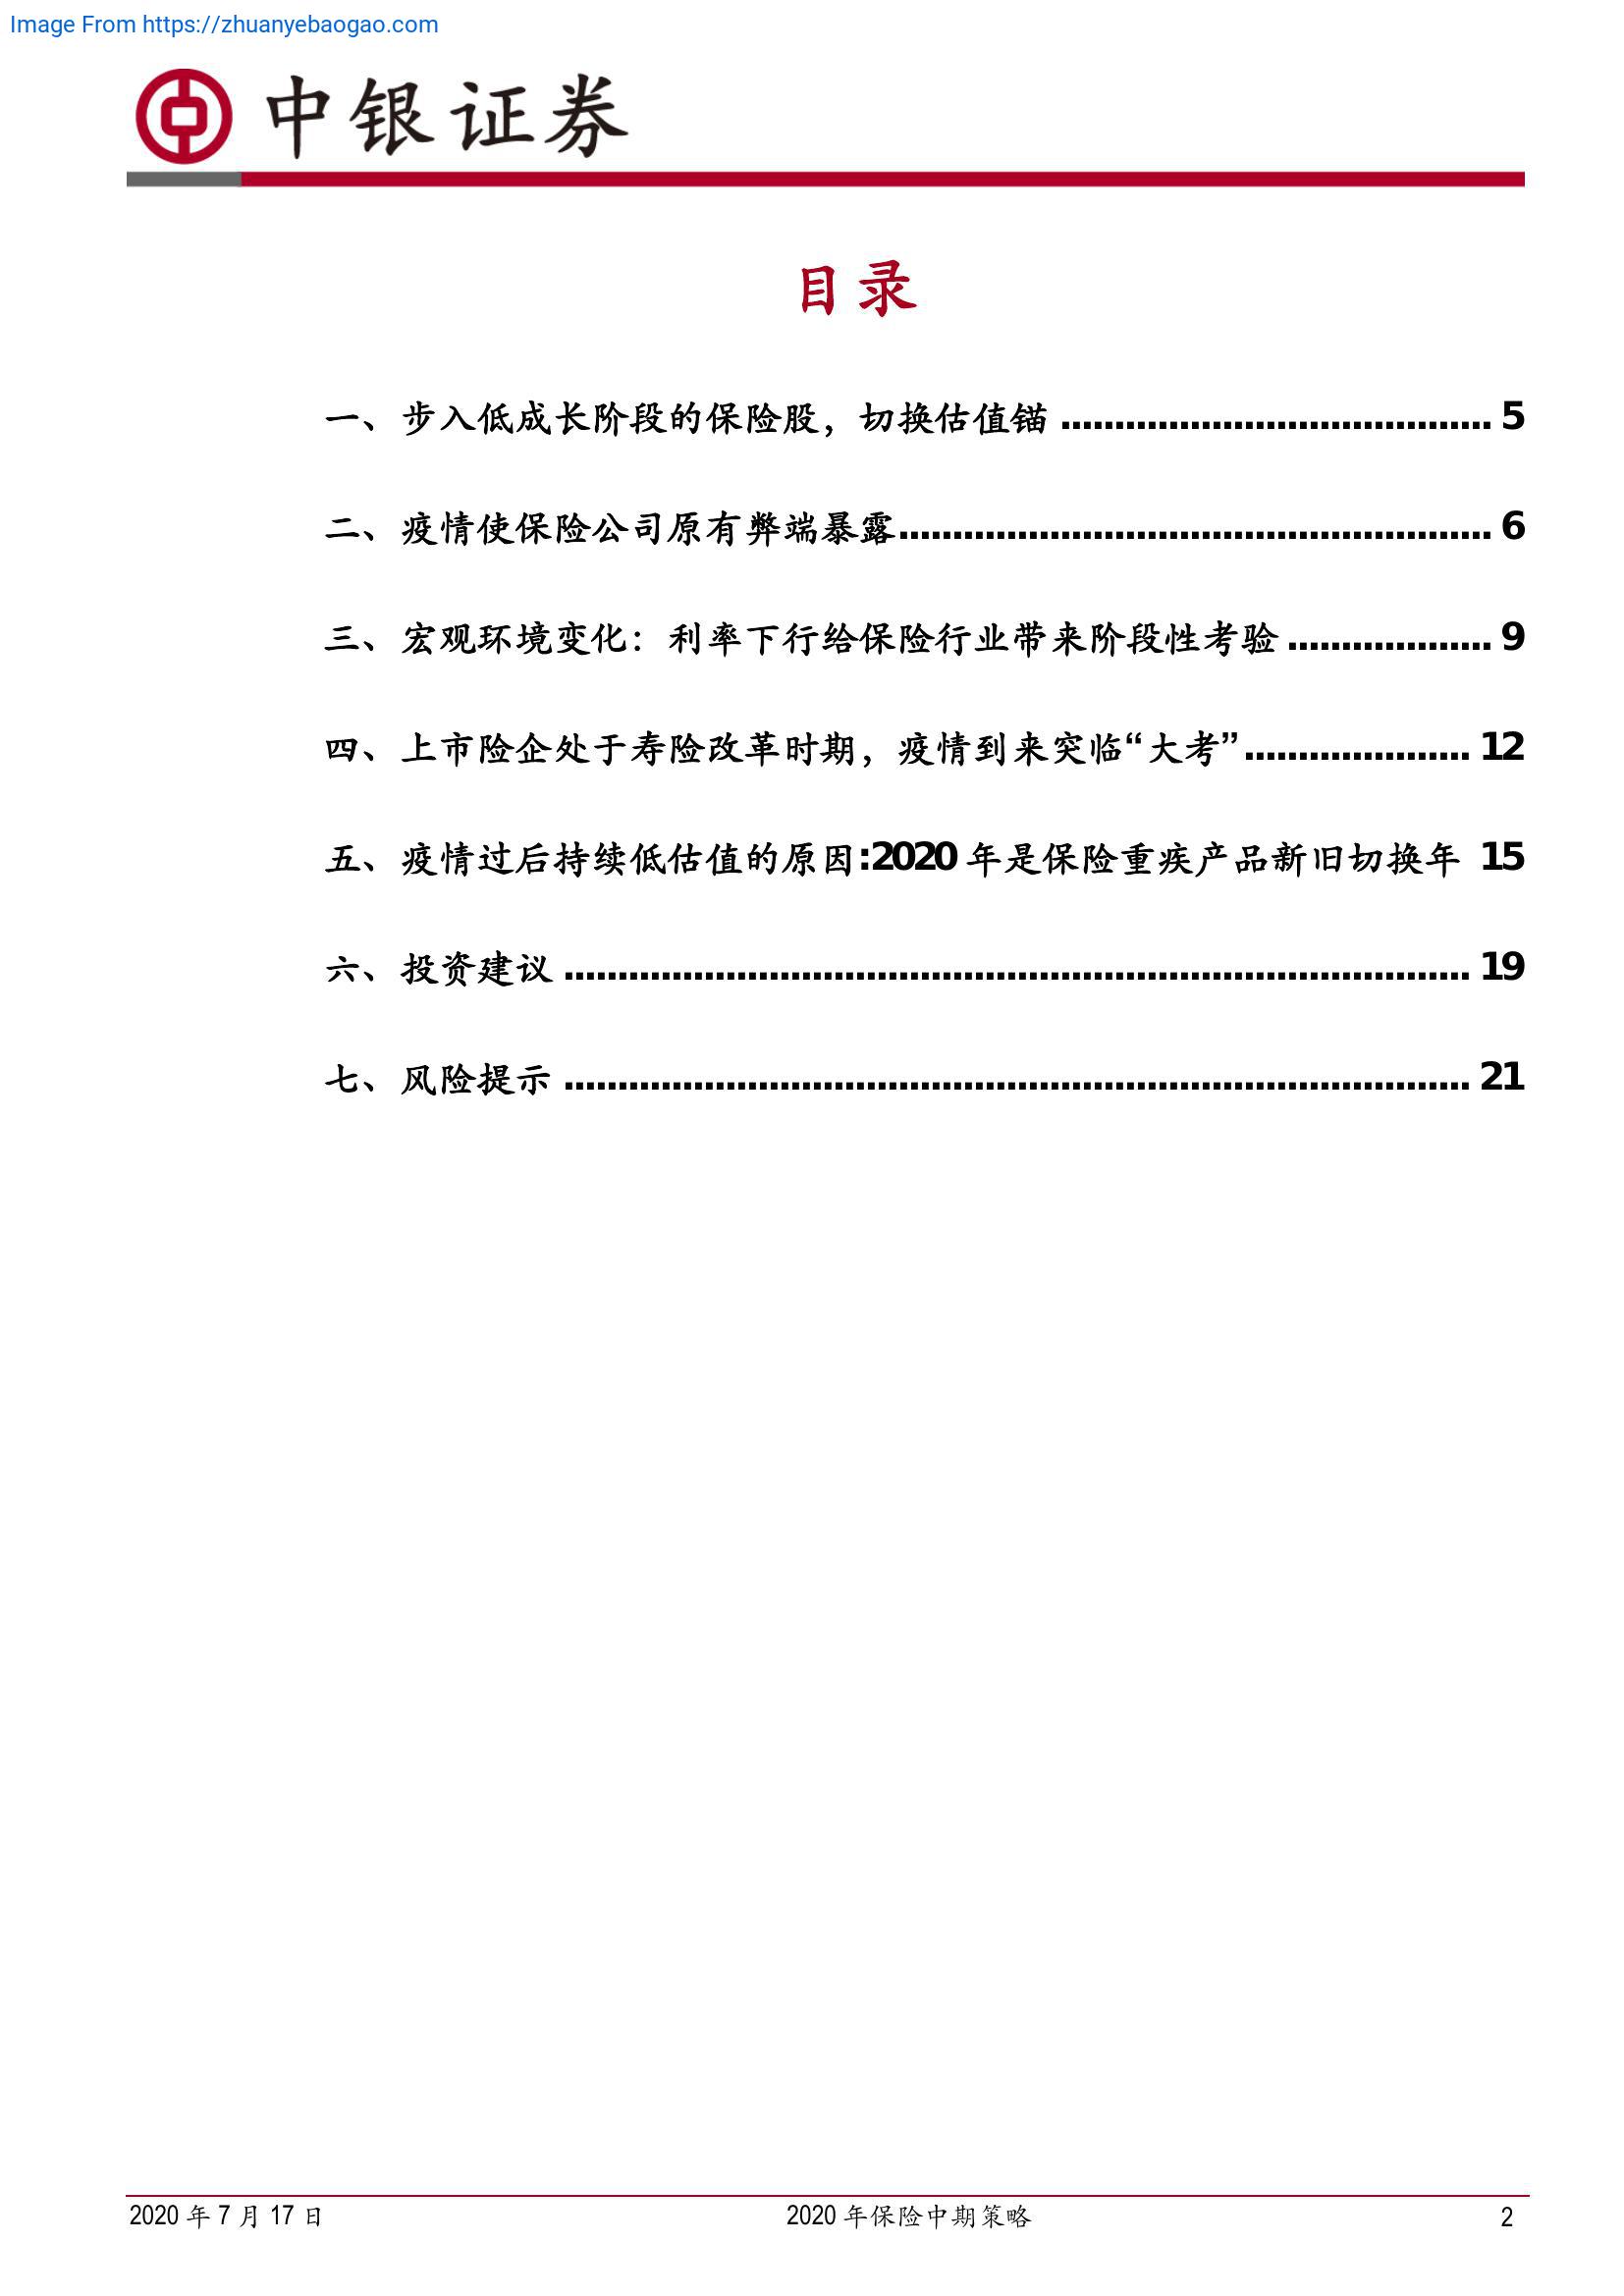 Image From https://zhuanyebaogao.com
中银证券
目录
一、步入低成长阶段的保险股，切换估值锚 ........................................ 5
二、疫情使保险公司原有弊端暴露....................................................... 6
三、宏观环境变化：利率下行给保险行业带来阶段性考验 ................... 9
四、上市险企处于寿险改革时期，疫情到来突临“大考”..................... 12
五、疫情过后持续低估值的原因:2020 年是保险重疾产品新旧切换年 15
六、投资建议 .................................................................................... 19
七、风险提示 .................................................................................... 21
2020 年 7 月 17 日 2020 年保险中期策略 2